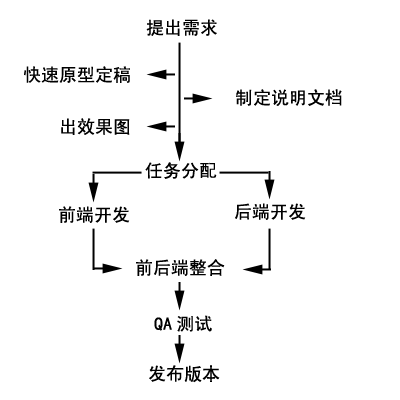 提出需求
快速原型定稿
制定说明文档
出效果图
任务分配
前端开发
后端开发
前后端整合
QA 测试
发布版本